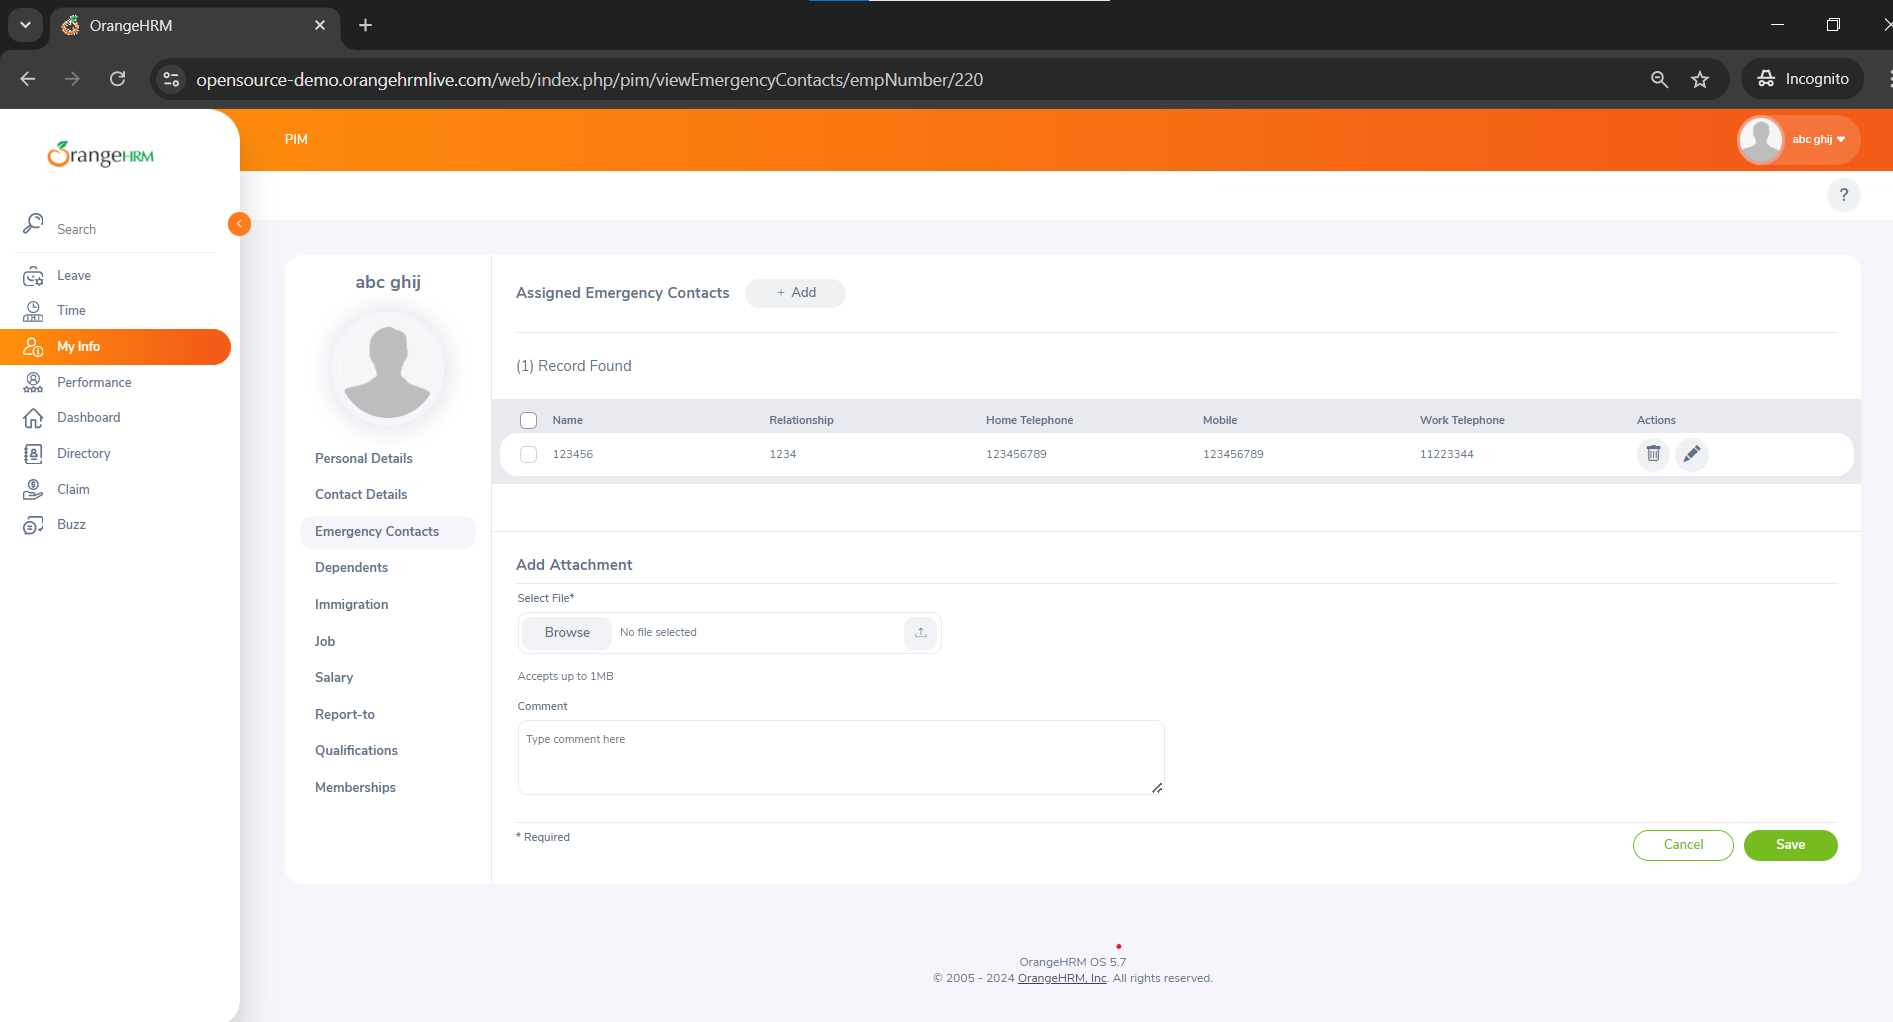 OrangeHRM
opensource-demo.orangehrmlive.com/web/index.php/pim/viewEmergencyContacts/empNumber/220
Incognito
OrangeHRM
PIM
abc ghij
?
Search
Leave
Time
My Info
Performance
Dashboard
Directory
Claim
Buzz
abc ghij
Personal Details
Contact Details
Emergency Contacts
Dependents
Immigration
Job
Salary
Report-to
Qualifications
Memberships
Assigned Emergency Contacts + Add
(1) Record Found
Name Relationship Home Telephone Mobile Work Telephone Actions
123456 1234 123456789 123456789 11223344
Add Attachment
Select File*
Browse No file selected
Accepts up to 1MB
Comment
Type comment here
* Required
Cancel Save
OrangeHRM OS 5.7
© 2005 - 2024 OrangeHRM, Inc. All rights reserved.